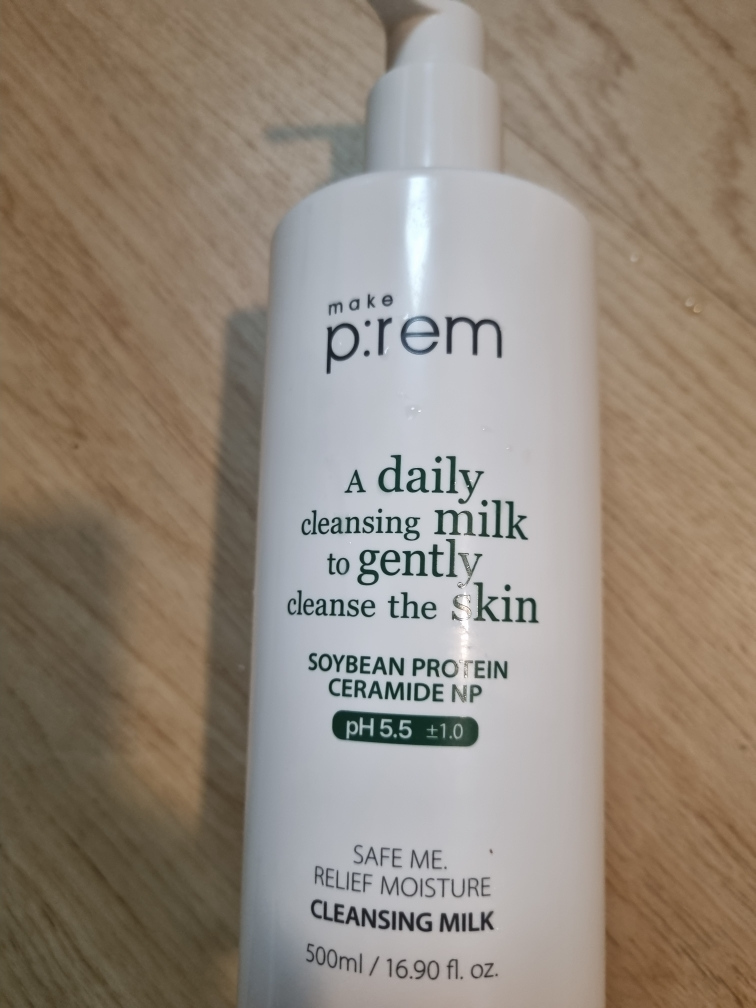 make
p:rem
A daily
cleansing milk
to gently
cleanse the skin
SOYBEAN PROTEIN
CERAMIDE NP
pH 5.5 ±1.0
SAFE ME.
RELIEF MOISTURE
CLEANSING MILK
500ml / 16.90 fl. oz.